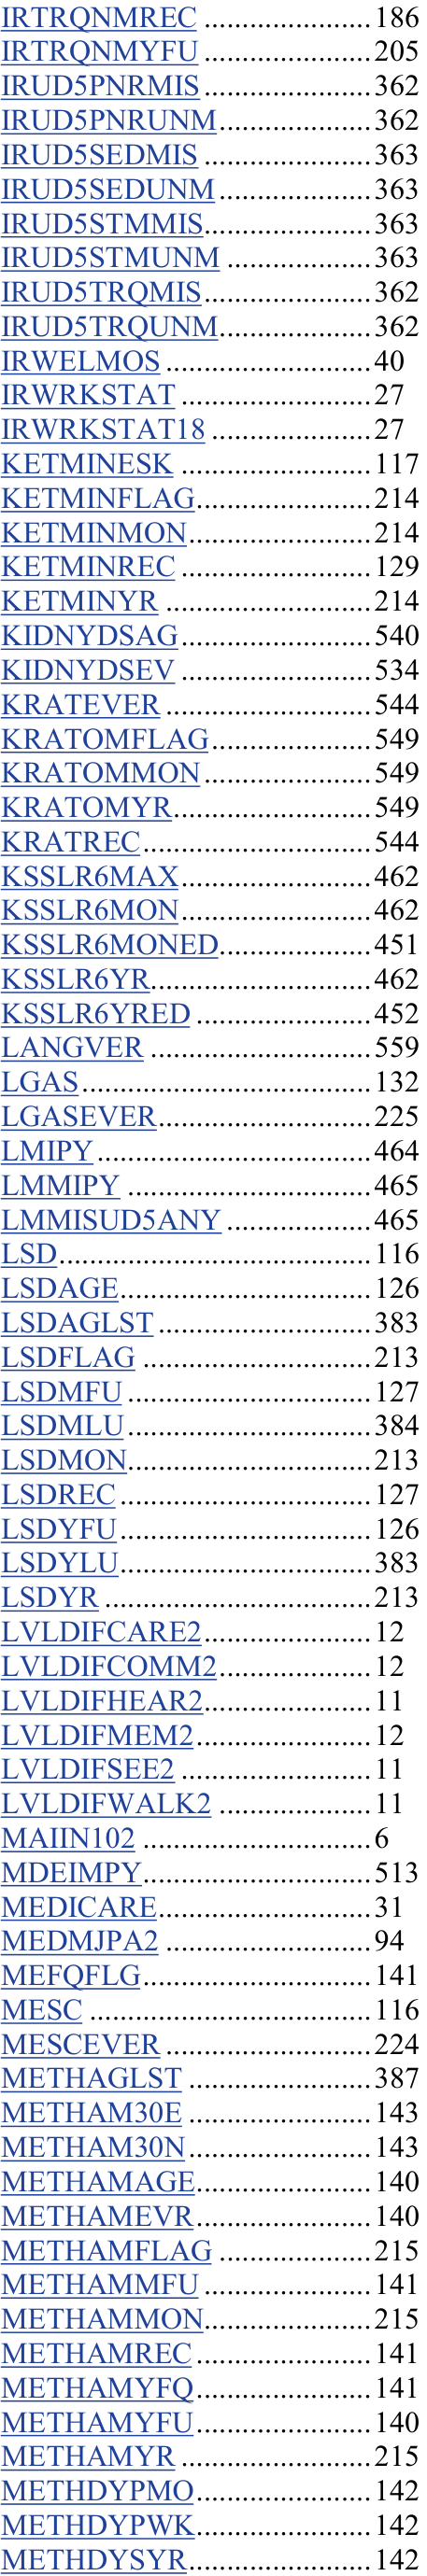 IRTRQNMREC ......................186
IRTRQNMYFU ......................205
IRUD5PNRMIS ......................362
IRUD5PNRUNM....................362
IRUD5SEDMIS ......................363
IRUD5SEDUNM ....................363
IRUD5STMMIS......................363
IRUD5STMUNM ...................363
IRUD5TRQMIS......................362
IRUD5TRQUNM....................362
IRWELMOS ...........................40
IRWRKSTAT .........................27
IRWRKSTAT18 .....................27
KETMINESK .........................117
KETMINFLAG.......................214
KETMINMON........................214
KETMINREC .........................129
KETMINYR ...........................214
KIDNYDSAG.........................540
KIDNYDSEV .........................534
KRATEVER ...........................544
KRATOMFLAG.....................549
KRATOMMON ......................549
KRATOMYR..........................549
KRATREC..............................544
KSSLR6MAX.........................462
KSSLR6MON.........................462
KSSLR6MONED....................451
KSSLR6YR.............................462
KSSLR6YRED .......................452
LANGVER .............................559
LGAS......................................132
LGASEVER............................225
LMIPY....................................464
LMMIPY ................................465
LMMISUD5ANY ...................465
LSD.........................................116
LSDAGE.................................126
LSDAGLST ............................383
LSDFLAG ..............................213
LSDMFU ................................127
LSDMLU................................384
LSDMON................................213
LSDREC .................................127
LSDYFU.................................126
LSDYLU.................................383
LSDYR ...................................213
LVLDIFCARE2......................12
LVLDIFCOMM2....................12
LVLDIFHEAR2......................11
LVLDIFMEM2.......................12
LVLDIFSEE2 ..........................11
LVLDIFWALK2 ....................11
MAIIN102 ..............................6
MDEIMPY..............................513
MEDICARE............................31
MEDMJPA2 ...........................94
MEFQFLG..............................141
MESC .....................................116
MESCEVER ...........................224
METHAGLST ........................387
METHAM30E ........................143
METHAM30N........................143
METHAMAGE.......................140
METHAMEVR.......................140
METHAMFLAG ....................215
METHAMMFU ......................141
METHAMMON......................215
METHAMREC .......................141
METHAMYFQ.......................141
METHAMYFU.......................140
METHAMYR .........................215
METHDYPMO.......................142
METHDYPWK.......................142
METHDYSYR........................142